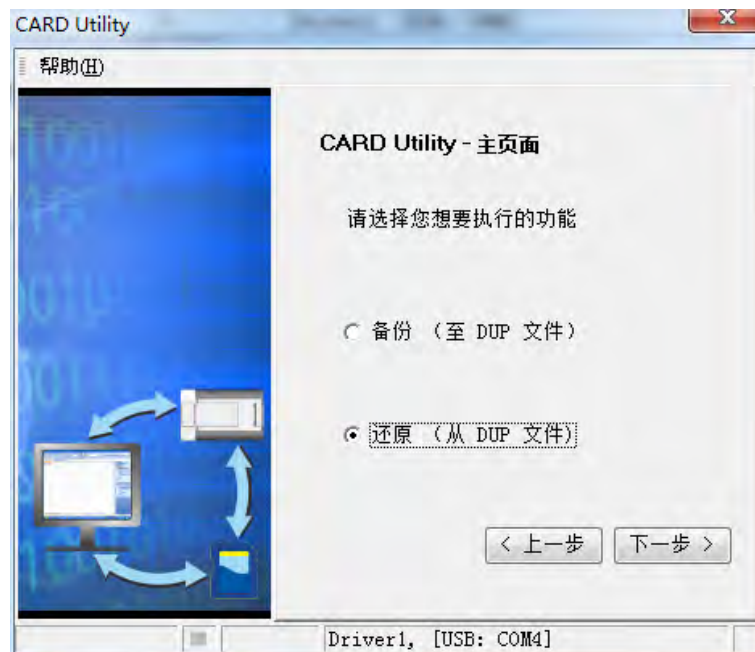 CARD Utility
帮助(H)
CARD Utility - 主页面
请选择您想要执行的功能
备份 （至 DUP 文件）
还原 （从 DUP 文件）
< 上一步
下一步 >
Driver1, [USB: COM4]